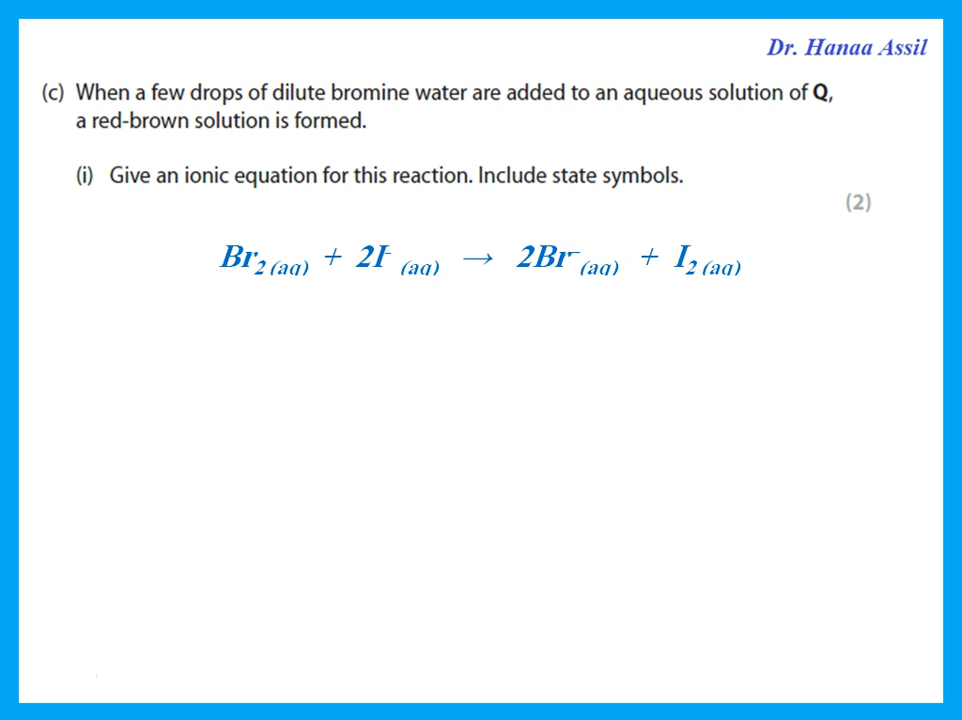 Dr. Hanaa Assil
(c) When a few drops of dilute bromine water are added to an aqueous solution of Q,
a red-brown solution is formed.
(i) Give an ionic equation for this reaction. Include state symbols.
(2)
Br₂ (aq) + 2I⁻ (aq) → 2Br⁻ (aq) + I₂ (aq)